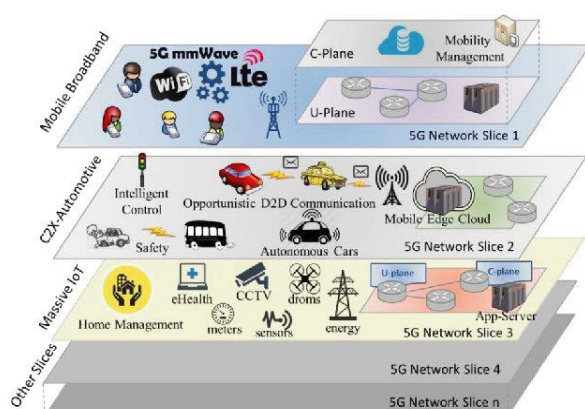 Mobile Broadband
5G mmWave
WiFi
Lte
C-Plane
Mobility
Management
U-Plane
5G Network Slice 1
C2X-Automotive
Intelligent
Control
Opportunistic D2D Communication
Mobile Edge Cloud
Safety
Autonomous Cars
5G Network Slice 2
Massive IoT
Home Management
eHealth
CCTV
droms
meters
sensors
energy
U-plane
C-plane
App-Server
5G Network Slice 3
Other Slices
5G Network Slice 4
5G Network Slice n